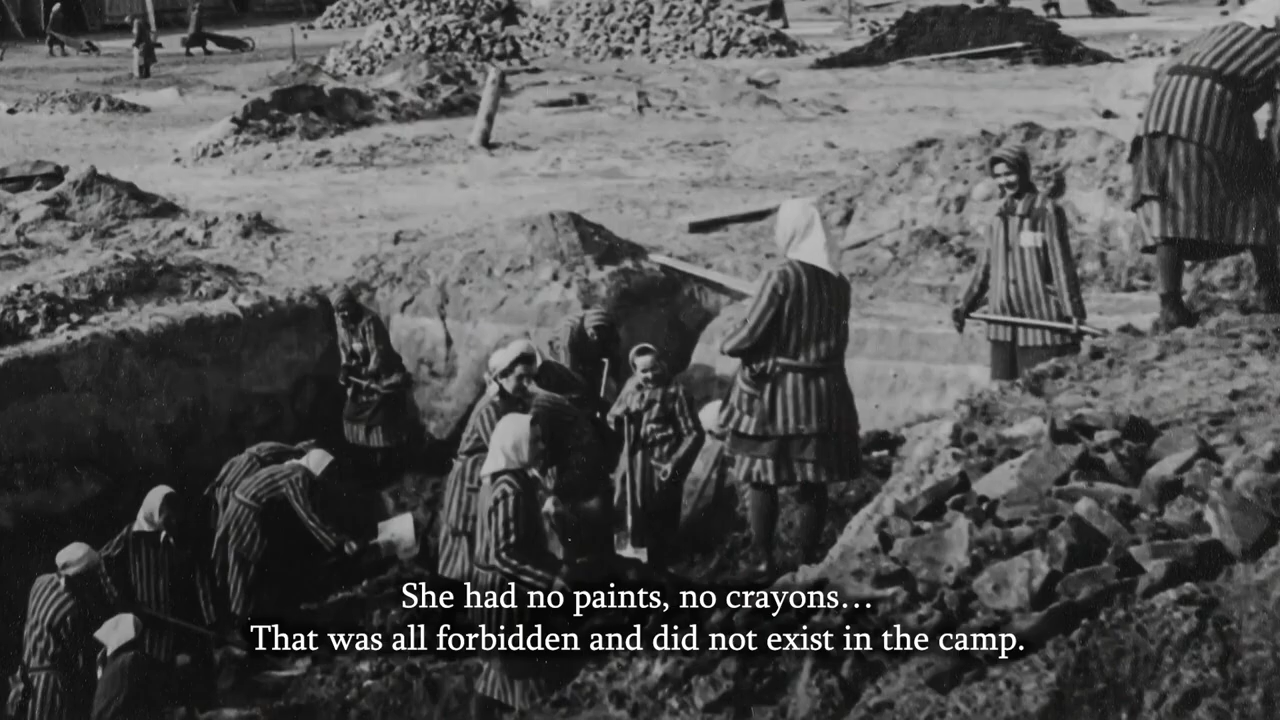 She had no paints, no crayons…
That was all forbidden and did not exist in the camp.